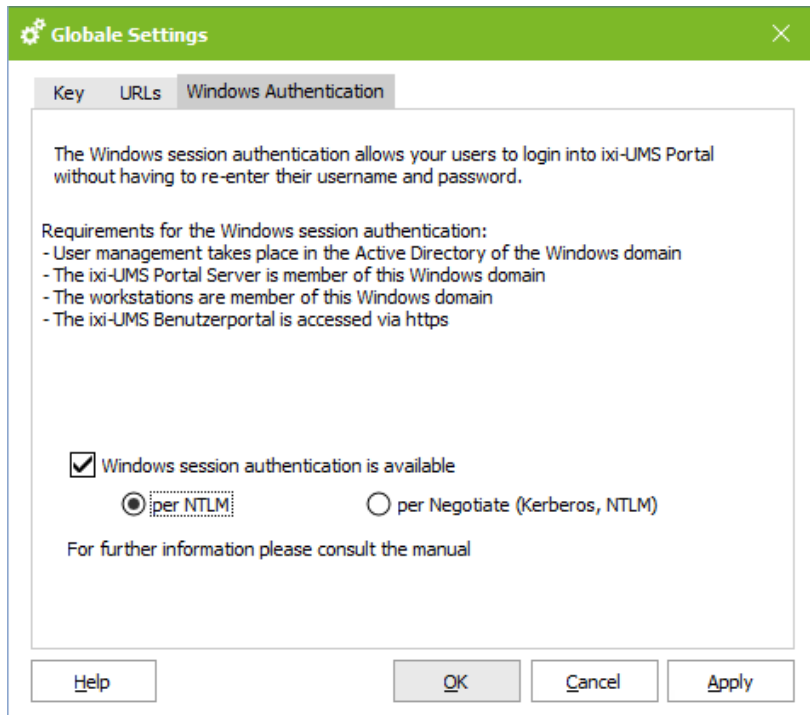 Globale Settings
Key URLs Windows Authentication
The Windows session authentication allows your users to login into ixi-UMS Portal
without having to re-enter their username and password.
Requirements for the Windows session authentication:
- User management takes place in the Active Directory of the Windows domain
- The ixi-UMS Portal Server is member of this Windows domain
- The workstations are member of this Windows domain
- The ixi-UMS Benutzerportal is accessed via https
Windows session authentication is available
per NTLM per Negotiate (Kerberos, NTLM)
For further information please consult the manual
Help OK Cancel Apply